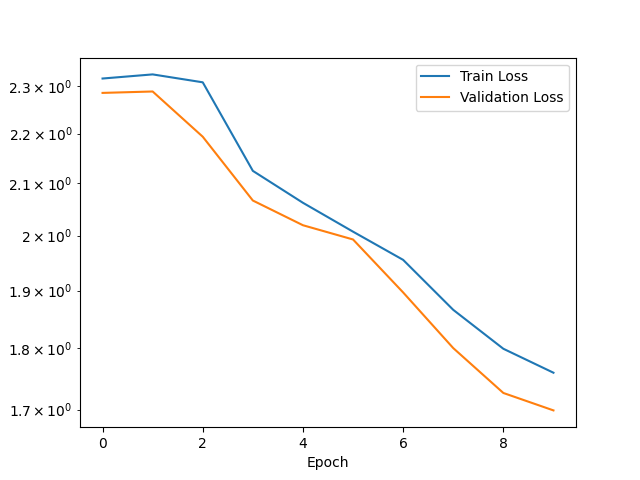 Train Loss
Validation Loss
2.3 × 10⁰
2.2 × 10⁰
2.1 × 10⁰
2 × 10⁰
1.9 × 10⁰
1.8 × 10⁰
1.7 × 10⁰
0 2 4 6 8
Epoch